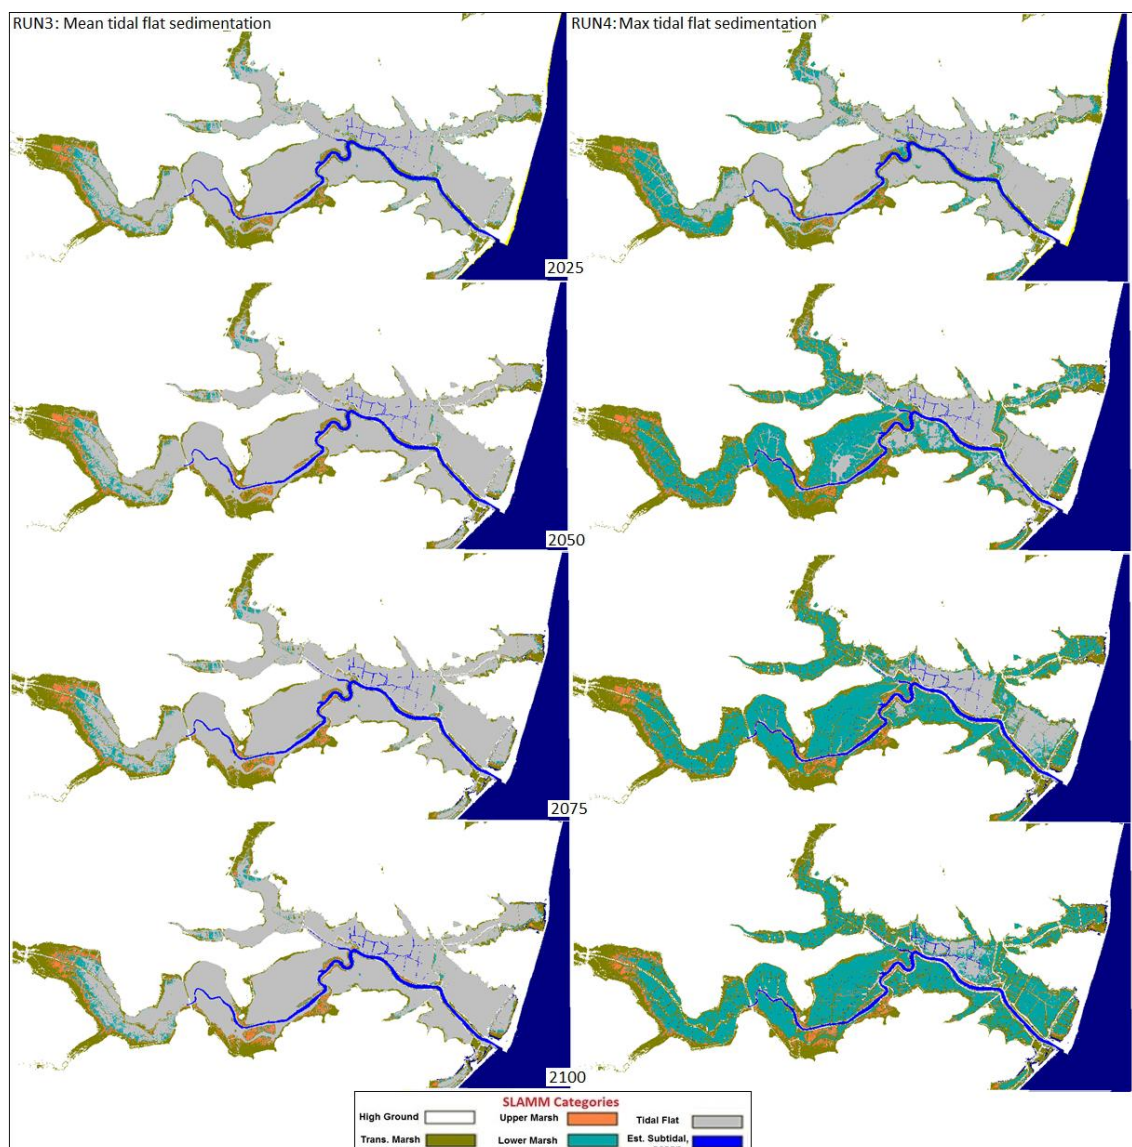 RUN3: Mean tidal flat sedimentation
RUN4: Max tidal flat sedimentation
2025
2050
2075
2100
SLAMM Categories
High Ground
Upper Marsh
Tidal Flat
Trans. Marsh
Lower Marsh
Est. Subtidal,